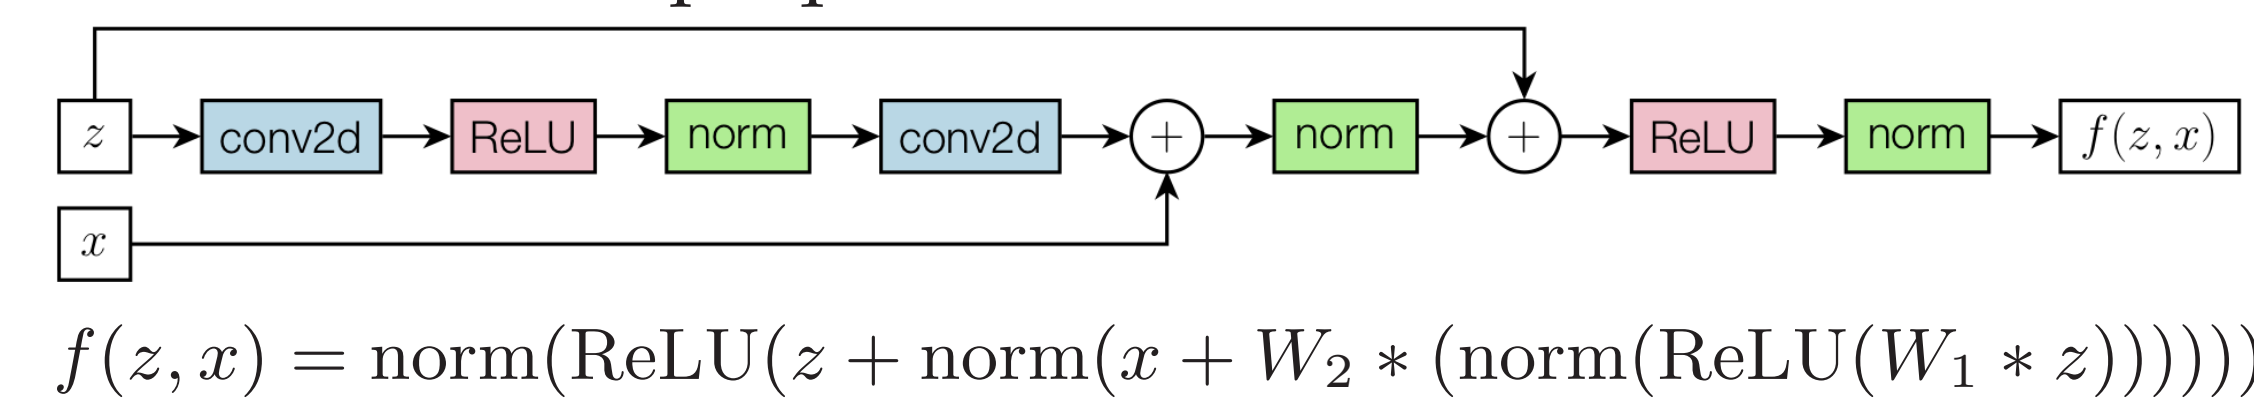 z conv2d ReLU norm conv2d + norm + ReLU norm f(z, x)
x
f(z, x) = norm(ReLU(z + norm(x + W₂ * (norm(ReLU(W₁ * z))))))